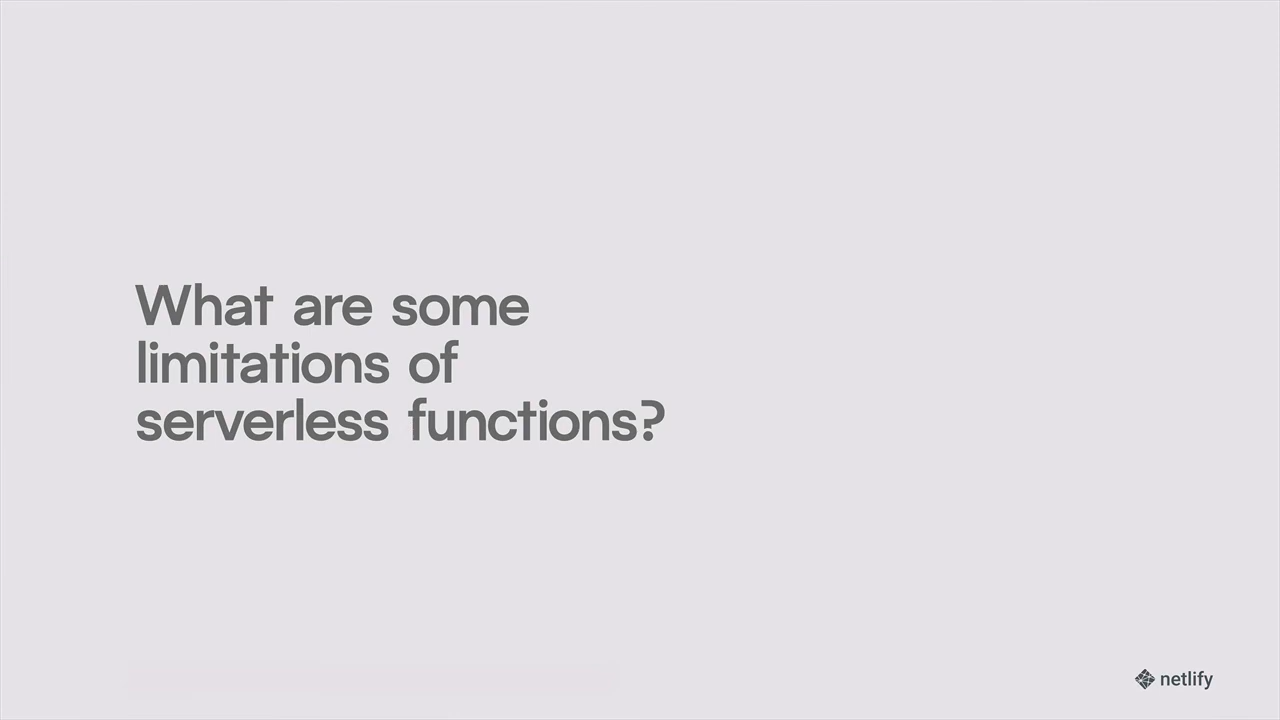 What are some
limitations of
serverless functions?
netlify